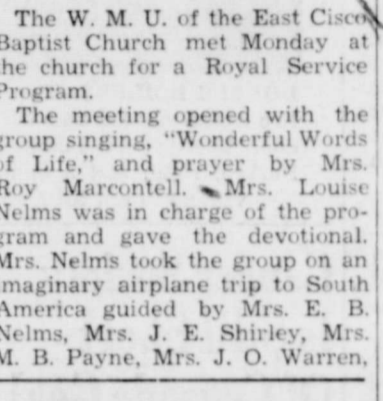 The W. M. U. of the East Cisco
Baptist Church met Monday at
the church for a Royal Service
Program.
The meeting opened with the
group singing, "Wonderful Words
of Life," and prayer by Mrs.
Roy Marcontell. Mrs. Louise
Nelms was in charge of the pro-
gram and gave the devotional.
Mrs. Nelms took the group on an
imaginary airplane trip to South
America guided by Mrs. E. B.
Nelms, Mrs. J. E. Shirley, Mrs.
M. B. Payne, Mrs. J. O. Warren,